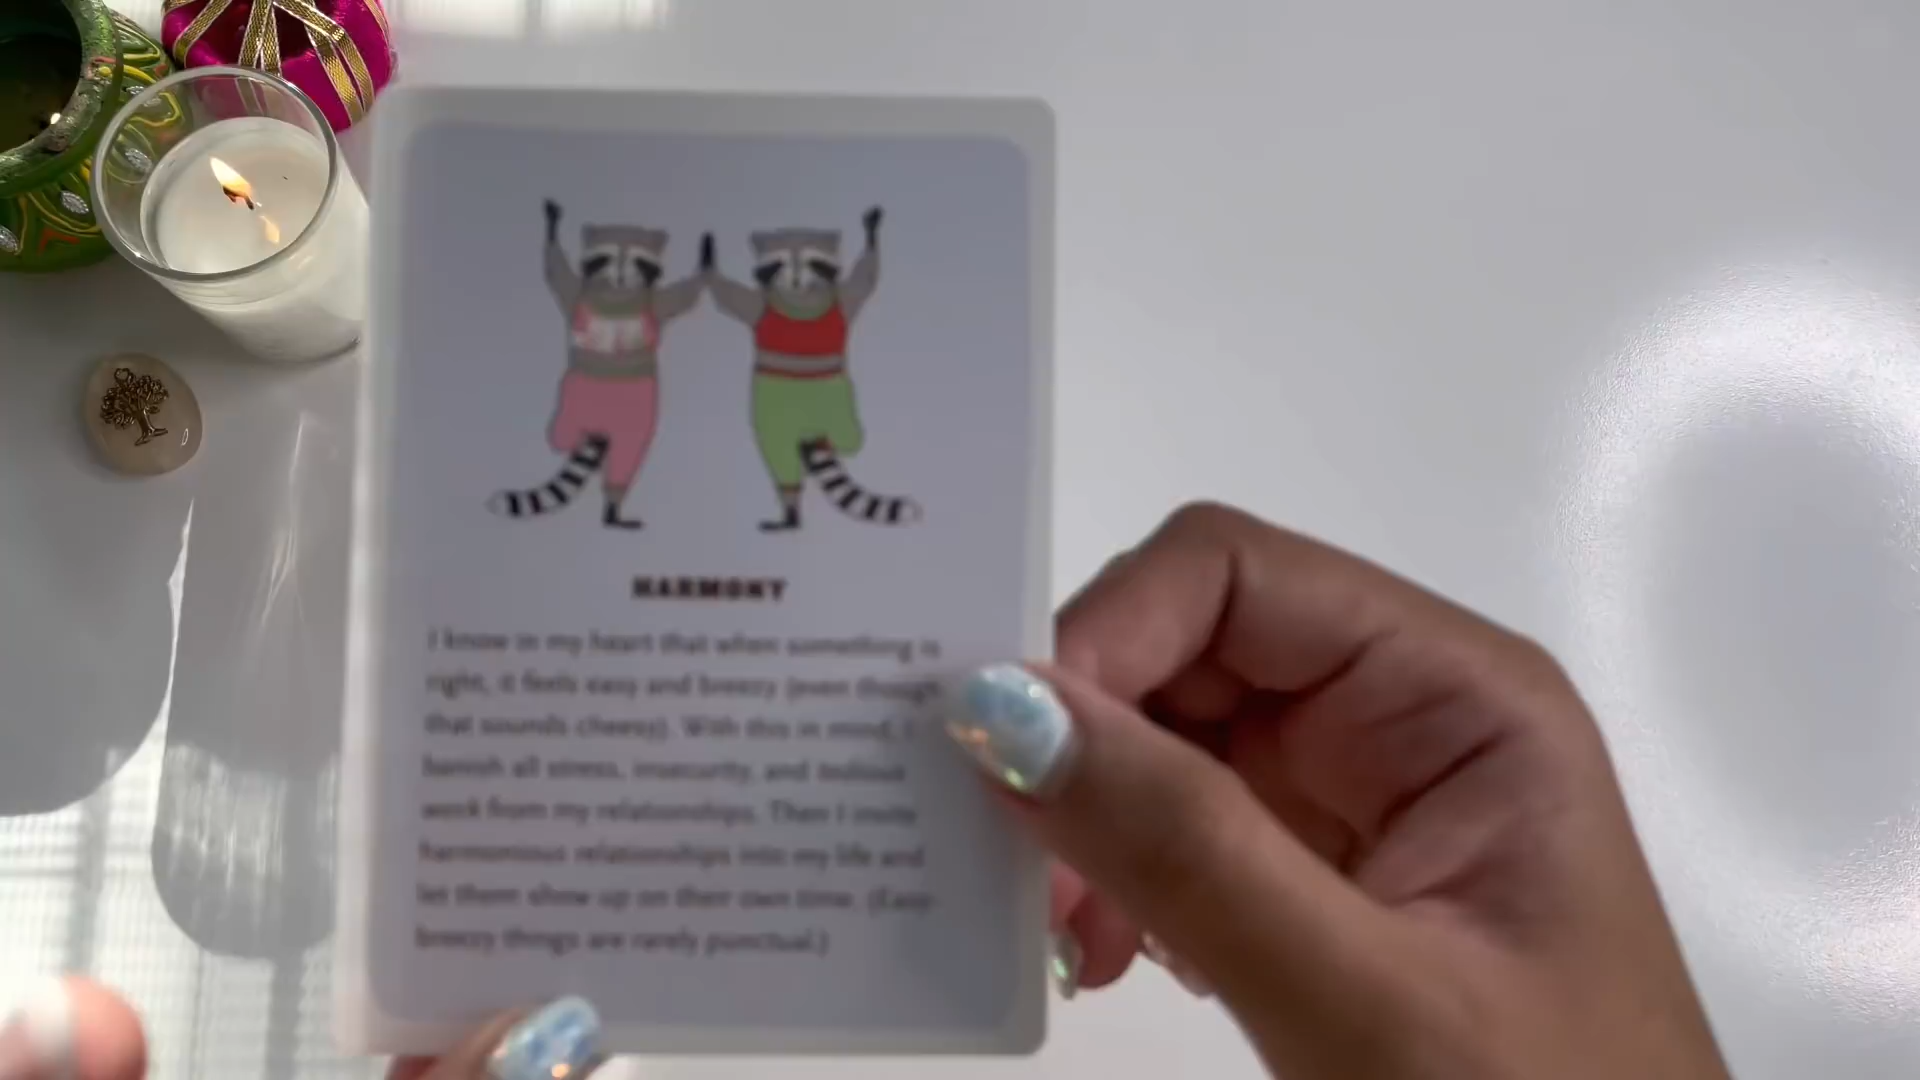 HARMONY
I know in my heart that when something is
right, it feels easy and breezy (even though
that sounds cheesy). With this in mind, I
banish all stress, insecurity, and tedious
work from my relationships. Then I invite
harmonious relationships into my life and
let them show up on their own time. (Easy-
breezy things are rarely punctual.)